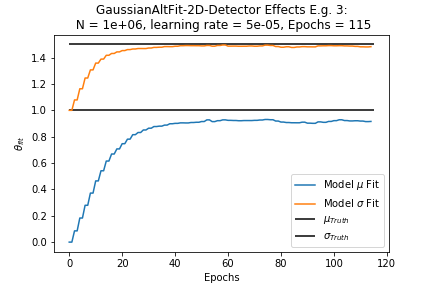 GaussianAltFit-2D-Detector Effects E.g. 3:
N = 1e+06, learning rate = 5e-05, Epochs = 115
θ_fit
1.4
1.2
1.0
0.8
0.6
0.4
0.2
0.0
Model μ Fit
Model σ Fit
μ_Truth
σ_Truth
0 20 40 60 80 100 120
Epochs